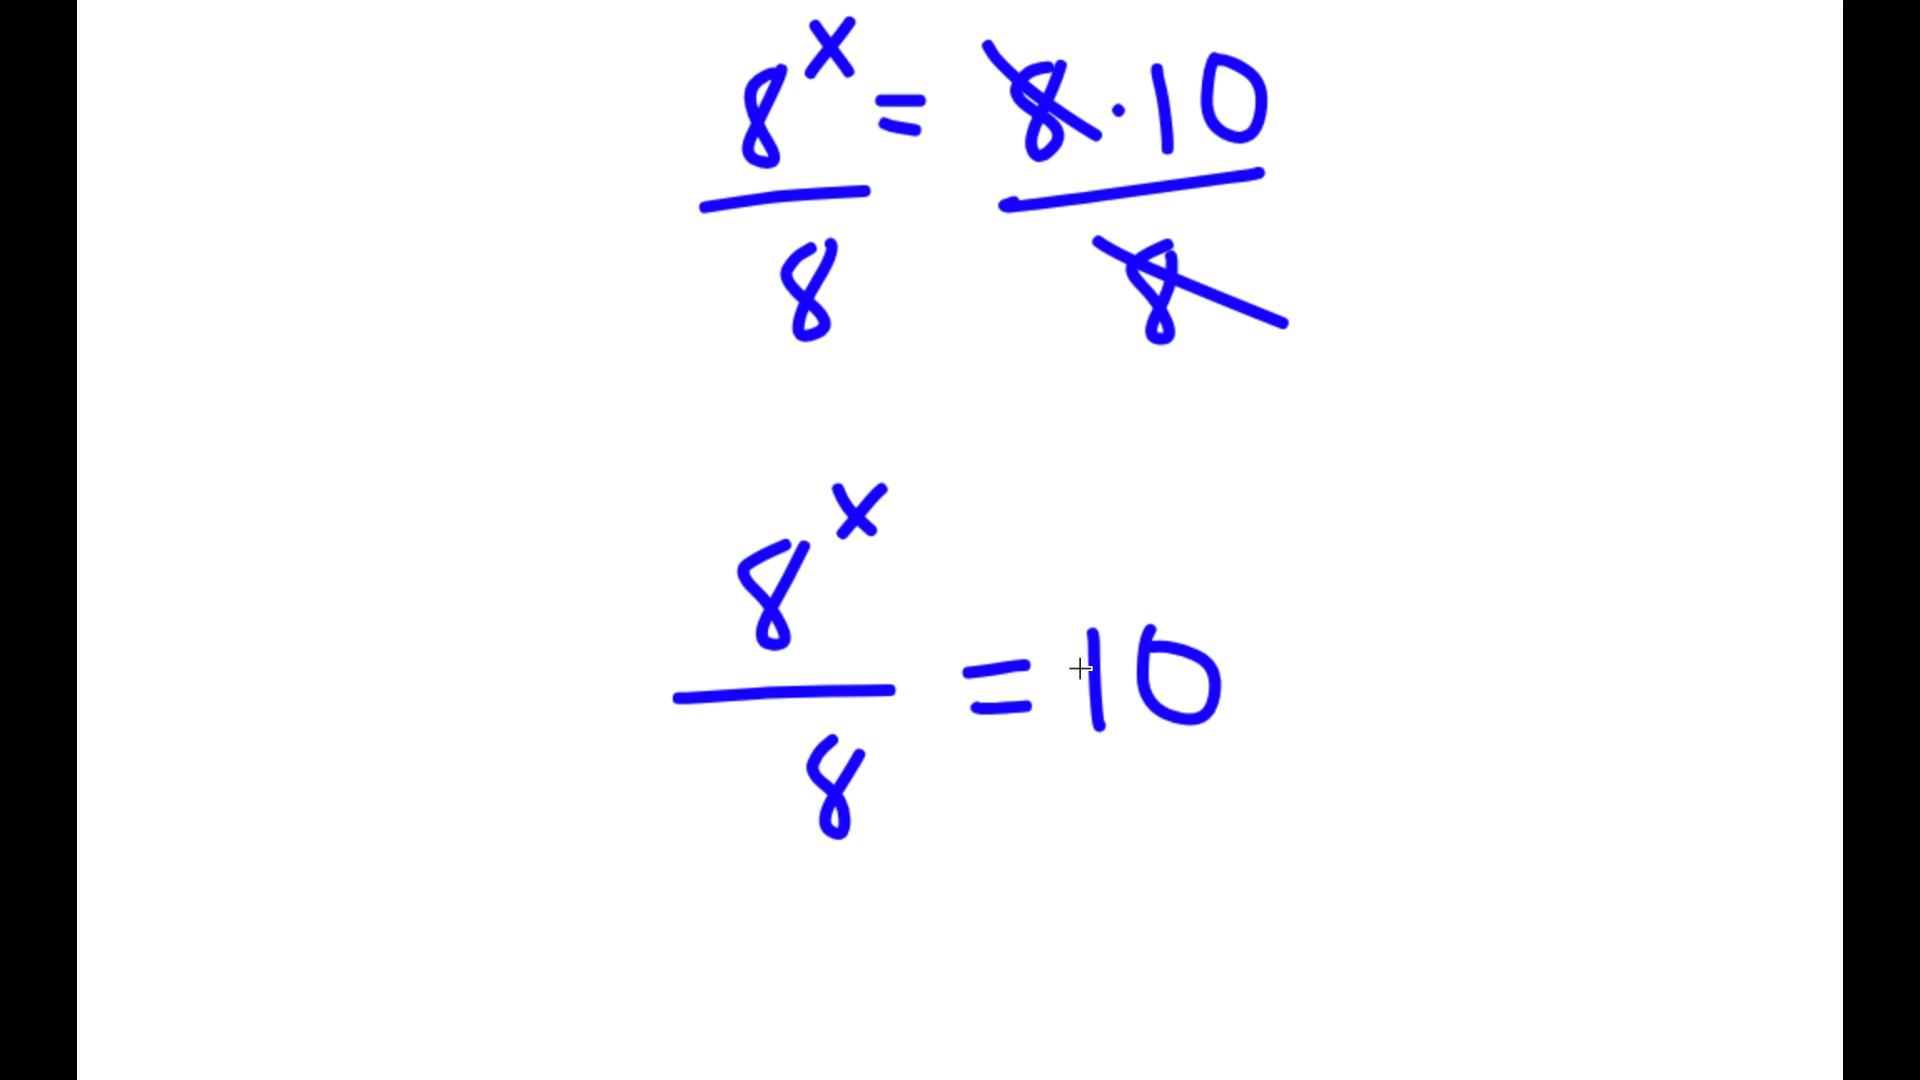 8^x/8 = 8·10/8
8^x/8 = 10